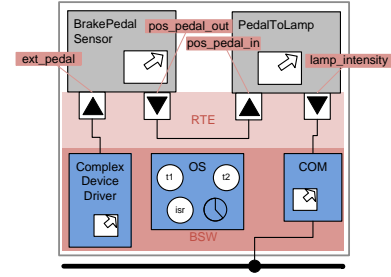 BrakePedal
Sensor
pos_pedal_out
PedalToLamp
pos_pedal_in
ext_pedal
lamp_intensity
RTE
Complex
Device
Driver
OS
t1
t2
isr
COM
BSW